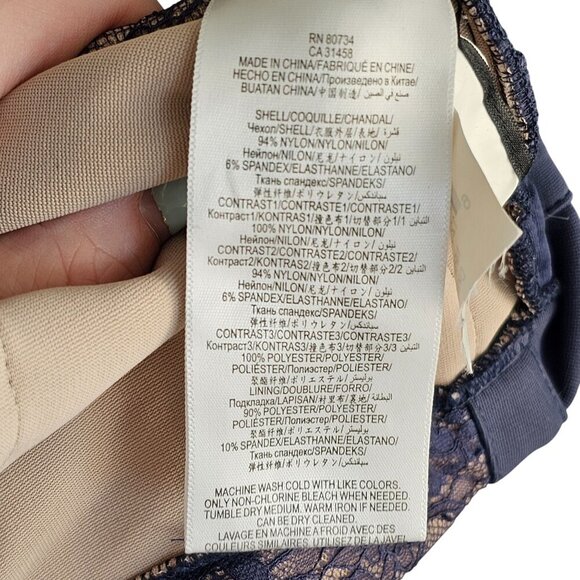 RN 80734
CA 31458
MADE IN CHINA/FABRIQUÉ EN CHINE/
HECHO EN CHINA/Произведено в Китае/
BUATAN CHINA/中国制造/ صنع في الصين
SHELL/COQUILLE/CHANDAL/
Чехол/SHELL/衣服外层/表地/ قشرة
94% NYLON/NYLON/NILON/
Нейлон/NILON/尼龙/ナイロン/ نيلون
6% SPANDEX/ELASTHANNE/ELASTANO/
Ткань спандекс/SPANDEKS/
弹性纤维/ポリウレタン/ سباندكس
CONTRAST1/CONTRASTE1/CONTRASTE1/
Контраст1/KONTRAS1/撞色布1/切替部分1/ التباين 1
100% NYLON/NYLON/NILON/
Нейлон/NILON/尼龙/ナイロン/ نيلون
CONTRAST2/CONTRASTE2/CONTRASTE2/
Контраст2/KONTRAS2/撞色布2/切替部分2/ التباين 2
94% NYLON/NYLON/NILON/
Нейлон/NILON/尼龙/ナイロン/ نيلون
6% SPANDEX/ELASTHANNE/ELASTANO/
Ткань спандекс/SPANDEKS/
弹性纤维/ポリウレタン/ سباندكس
CONTRAST3/CONTRASTE3/CONTRASTE3/
Контраст3/KONTRAS3/撞色布3/切替部分3/ التباين 3
100% POLYESTER/POLYESTER/
POLIÉSTER/Полиэстер/POLIESTER/
聚酯纤维/ポリエステル/ بوليستر
LINING/DOUBLURE/FORRO/
Подкладка/LAPISAN/衬里布/裏地/ البطانة
90% POLYESTER/POLYESTER/
POLIÉSTER/Полиэстер/POLIESTER/
聚酯纤维/ポリエステル/ بوليستر
10% SPANDEX/ELASTHANNE/ELASTANO/
Ткань спандекс/SPANDEKS/
弹性纤维/ポリウレタン/ سباندكس
MACHINE WASH COLD WITH LIKE COLORS.
ONLY NON-CHLORINE BLEACH WHEN NEEDED.
TUMBLE DRY MEDIUM. WARM IRON IF NEEDED.
CAN BE DRY CLEANED.
LAVAGE EN MACHINE À FROID AVEC DES
COULEURS SIMILAIRES. UTILISEZ DE LA JAVEL